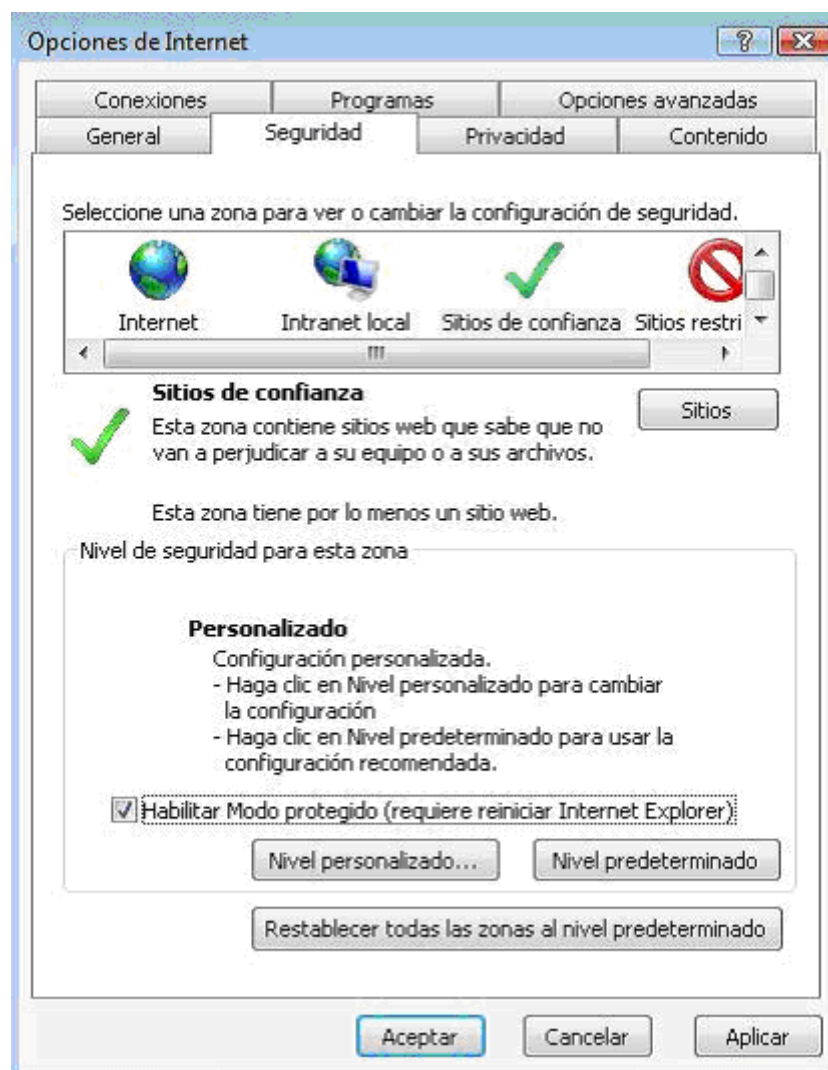 Opciones de Internet
Conexiones Programas Opciones avanzadas
General Seguridad Privacidad Contenido
Seleccione una zona para ver o cambiar la configuración de seguridad.
Internet Intranet local Sitios de confianza Sitios restri
Sitios de confianza
Sitios
Esta zona contiene sitios web que sabe que no
van a perjudicar a su equipo o a sus archivos.
Esta zona tiene por lo menos un sitio web.
Nivel de seguridad para esta zona
Personalizado
Configuración personalizada.
- Haga clic en Nivel personalizado para cambiar
la configuración
- Haga clic en Nivel predeterminado para usar la
configuración recomendada.
Habilitar Modo protegido (requiere reiniciar Internet Explorer)
Nivel personalizado... Nivel predeterminado
Restablecer todas las zonas al nivel predeterminado
Aceptar Cancelar Aplicar